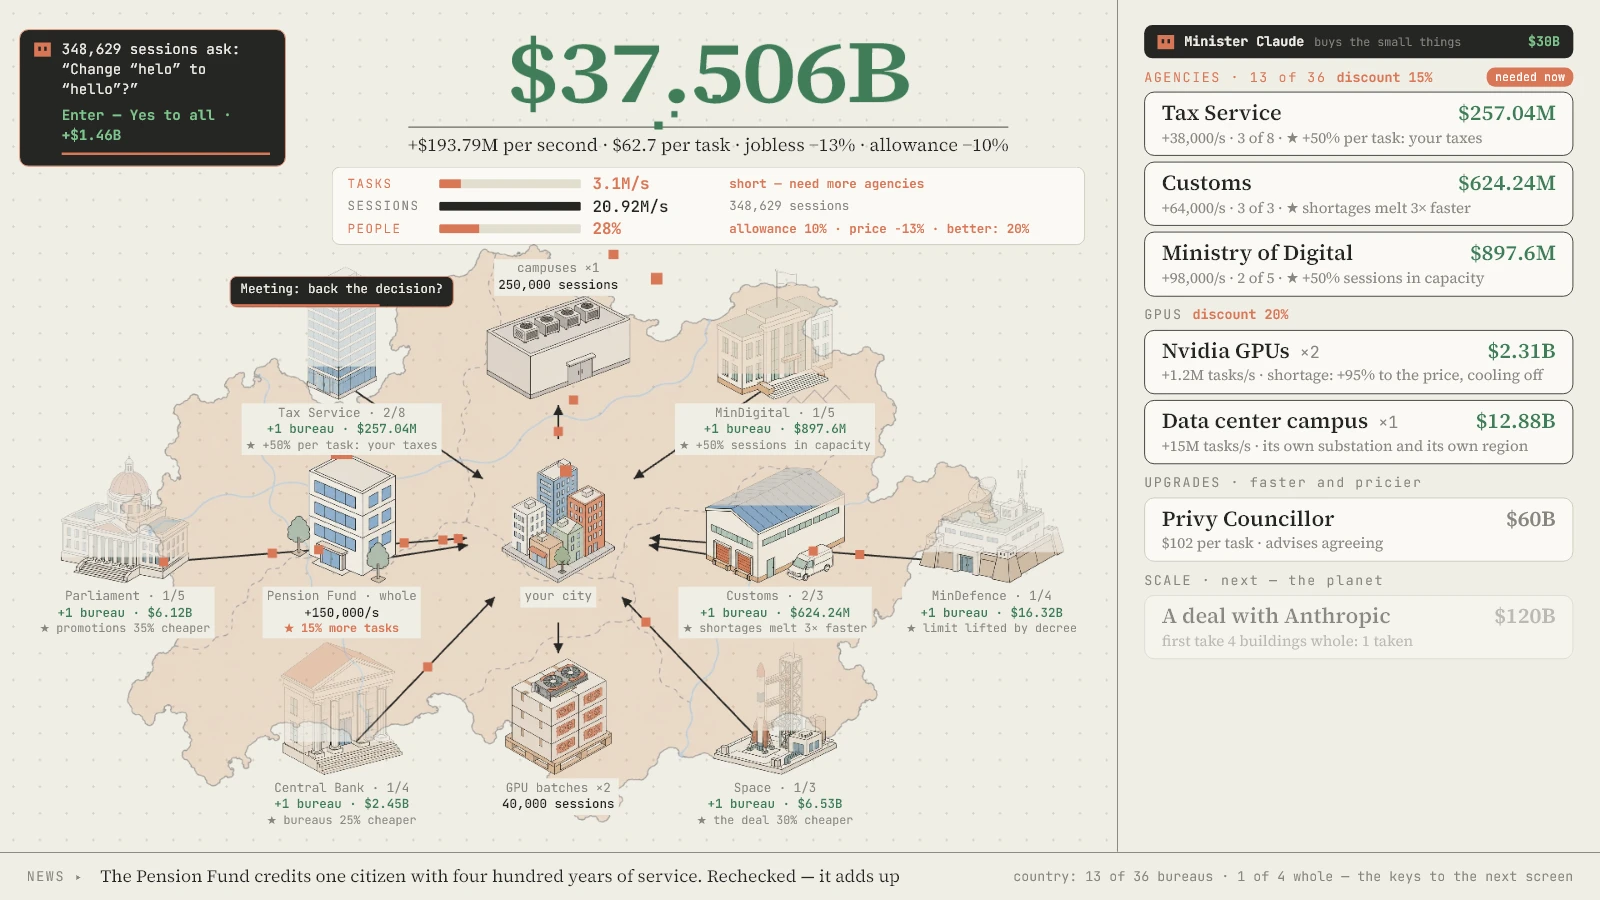 348,629 sessions ask:
“Change “helo” to
“hello”?”
Enter — Yes to all ·
+$1.46B
$37.506B
+$193.79M per second · $62.7 per task · jobless −13% · allowance −10%
TASKS 3.1M/s short — need more agencies
SESSIONS 20.92M/s 348,629 sessions
PEOPLE 28% allowance 10% · price -13% · better: 20%
Meeting: back the decision?
campuses ×1
250,000 sessions
Tax Service · 2/8
+1 bureau · $257.04M
★ +50% per task: your taxes
MinDigital · 1/5
+1 bureau · $897.6M
★ +50% sessions in capacity
Parliament · 1/5
+1 bureau · $6.12B
★ promotions 35% cheaper
Pension Fund · whole
+150,000/s
★ 15% more tasks
your city
Customs · 2/3
+1 bureau · $624.24M
★ shortages melt 3× faster
MinDefence · 1/4
+1 bureau · $16.32B
★ limit lifted by decree
Central Bank · 1/4
+1 bureau · $2.45B
★ bureaus 25% cheaper
GPU batches ×2
40,000 sessions
Space · 1/3
+1 bureau · $6.53B
★ the deal 30% cheaper
Minister Claude buys the small things $30B
AGENCIES · 13 of 36 discount 15% needed now
Tax Service $257.04M
+38,000/s · 3 of 8 · ★ +50% per task: your taxes
Customs $624.24M
+64,000/s · 3 of 3 · ★ shortages melt 3× faster
Ministry of Digital $897.6M
+98,000/s · 2 of 5 · ★ +50% sessions in capacity
GPUS discount 20%
Nvidia GPUs ×2 $2.31B
+1.2M tasks/s · shortage: +95% to the price, cooling off
Data center campus ×1 $12.88B
+15M tasks/s · its own substation and its own region
UPGRADES · faster and pricier
Privy Councillor $60B
$102 per task · advises agreeing
SCALE · next — the planet
A deal with Anthropic $120B
first take 4 buildings whole: 1 taken
NEWS ▸ The Pension Fund credits one citizen with four hundred years of service. Rechecked — it adds up
country: 13 of 36 bureaus · 1 of 4 whole — the keys to the next screen